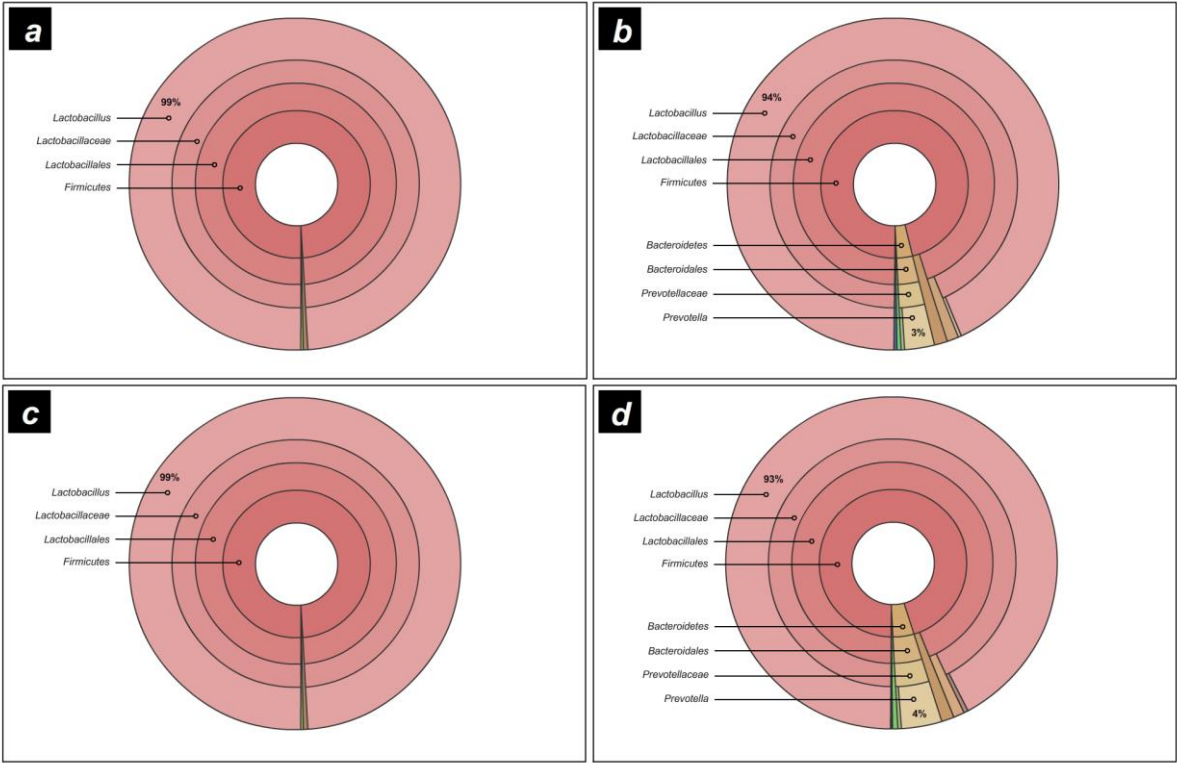 a
99%
Lactobacillus
Lactobacillaceae
Lactobacillales
Firmicutes
b
94%
Lactobacillus
Lactobacillaceae
Lactobacillales
Firmicutes
Bacteroidetes
Bacteroidales
Prevotellaceae
Prevotella
3%
c
99%
Lactobacillus
Lactobacillaceae
Lactobacillales
Firmicutes
d
93%
Lactobacillus
Lactobacillaceae
Lactobacillales
Firmicutes
Bacteroidetes
Bacteroidales
Prevotellaceae
Prevotella
4%